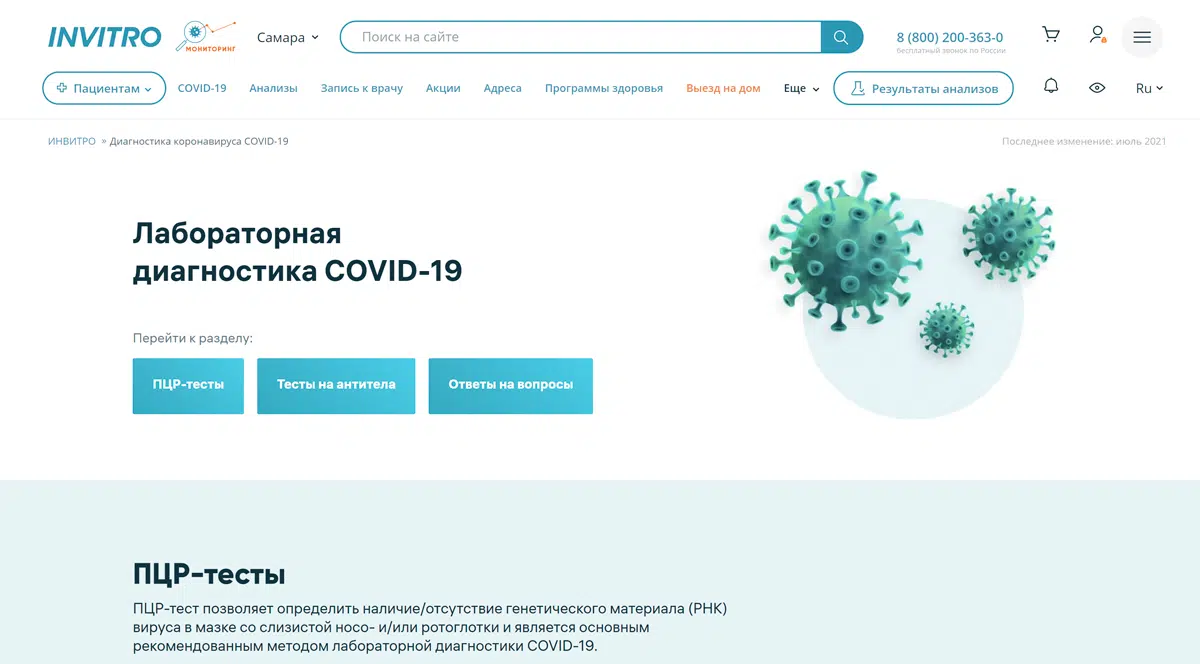 INVITRO
МОНИТОРИНГ
Самара
Поиск на сайте
8 (800) 200-363-0
бесплатный звонок по России
Пациентам
COVID-19
Анализы
Запись к врачу
Акции
Адреса
Программы здоровья
Выезд на дом
Еще
Результаты анализов
Ru
ИНВИТРО » Диагностика коронавируса COVID-19
Последнее изменение: июль 2021
Лабораторная
диагностика COVID-19
Перейти к разделу:
ПЦР-тесты
Тесты на антитела
Ответы на вопросы
ПЦР-тесты
ПЦР-тест позволяет определить наличие/отсутствие генетического материала (РНК)
вируса в мазке со слизистой носо- и/или ротоглотки и является основным
рекомендованным методом лабораторной диагностики COVID-19.